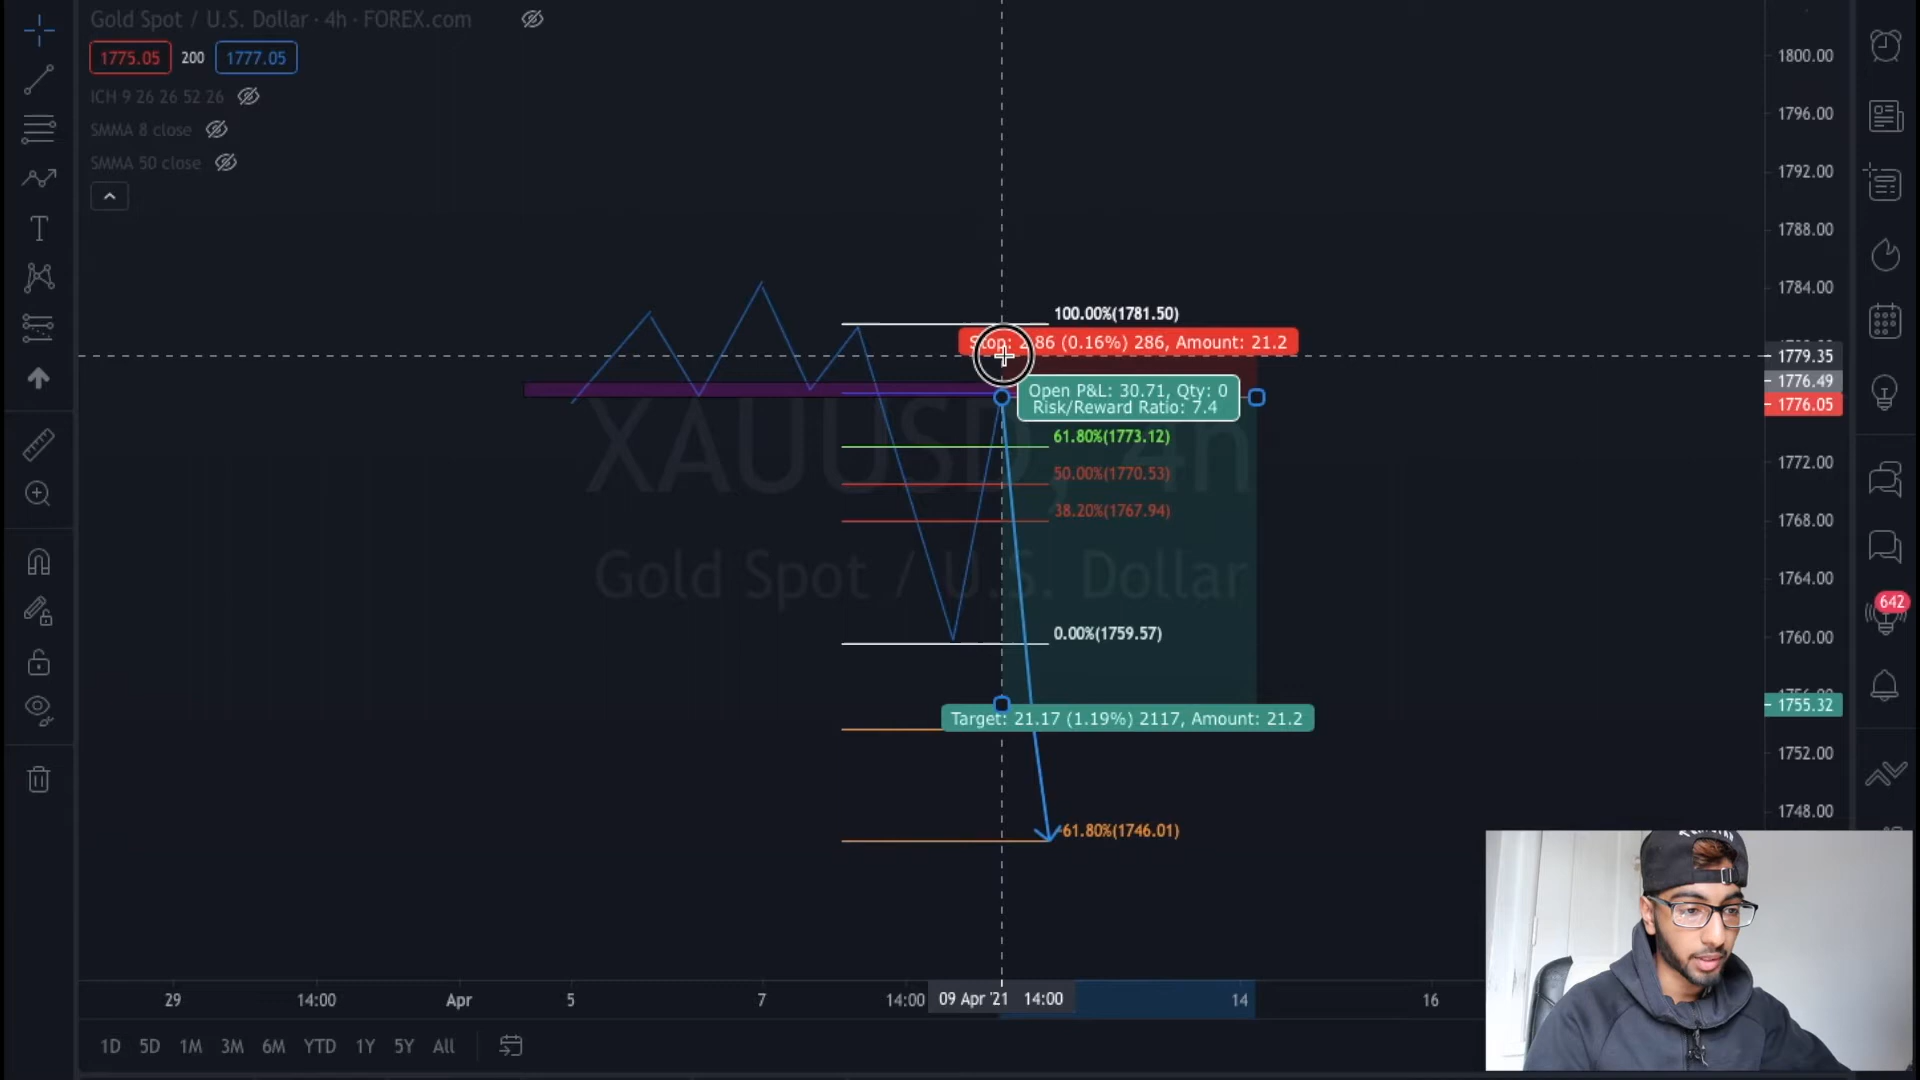 Gold Spot / U.S. Dollar · 4h · FOREX.com
1775.05 200 1777.05
ICH 9 26 26 52 26
SMMA 8 close
SMMA 50 close
XAUUSD, 4h
Gold Spot / U.S. Dollar
100.00%(1781.50)
Stop: 2.86 (0.16%) 286, Amount: 21.2
Open P&L: 30.71, Qty: 0
Risk/Reward Ratio: 7.4
61.80%(1773.12)
50.00%(1770.53)
38.20%(1767.94)
0.00%(1759.57)
Target: 21.17 (1.19%) 2117, Amount: 21.2
-61.80%(1746.01)
1800.00
1796.00
1792.00
1788.00
1784.00
1779.35
1776.49
1776.05
1772.00
1768.00
1764.00
1760.00
1755.32
1752.00
1748.00
642
29 14:00 Apr 5 7 14:00 09 Apr '21 14:00 14 16
1D 5D 1M 3M 6M YTD 1Y 5Y All